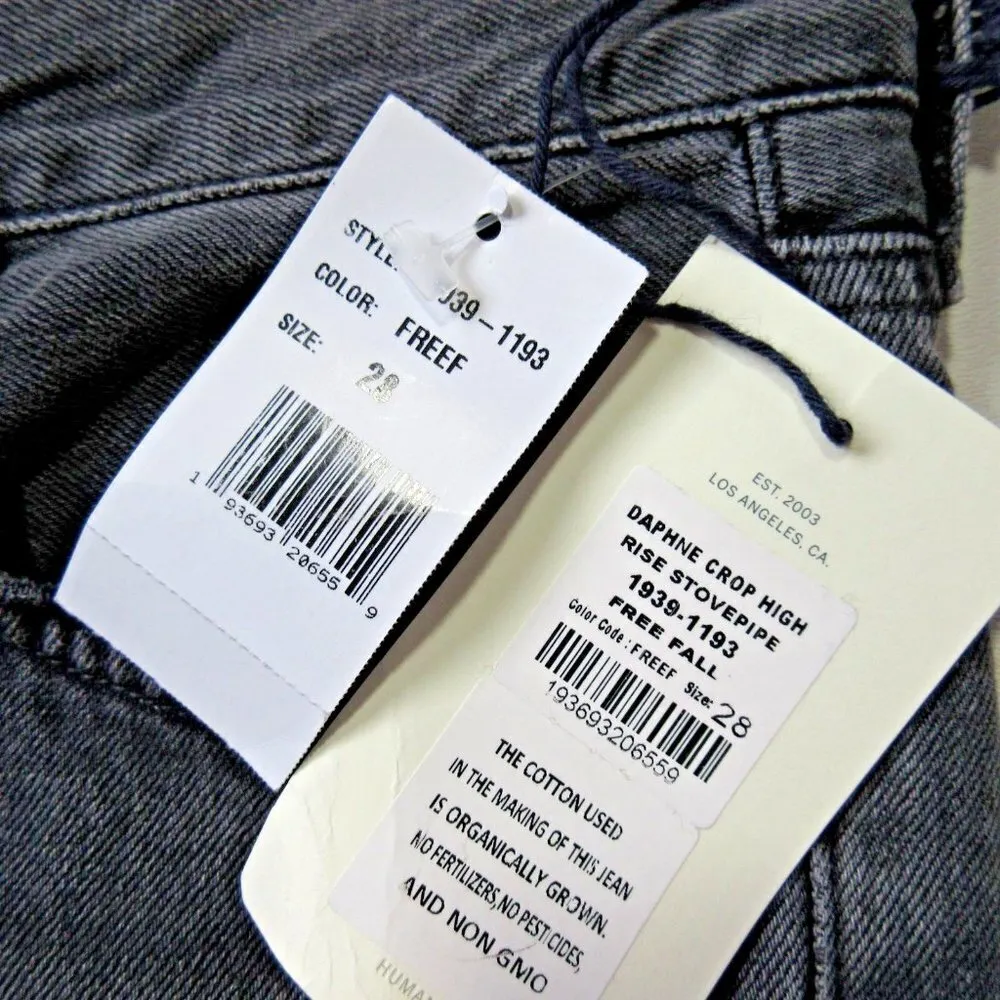 STYLE: 1939-1193
COLOR: FREEF
SIZE: 28
1 93693 20655 9
EST. 2003
LOS ANGELES, CA.
DAPHNE CROP HIGH
RISE STOVEPIPE
1939-1193
FREE FALL
Color Code : FREEF Size: 28
193693206559
THE COTTON USED
IN THE MAKING OF THIS JEAN
IS ORGANICALLY GROWN.
NO FERTILIZERS, NO PESTICIDES,
AND NON GMO